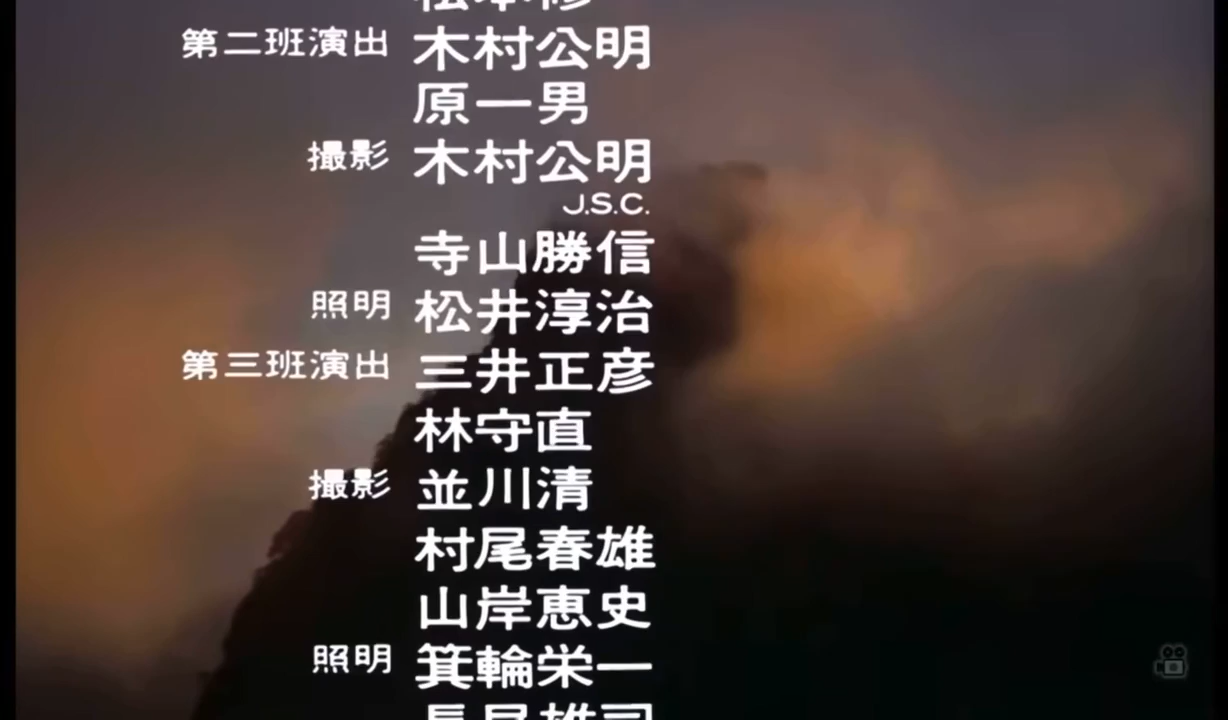 第二班演出 木村公明
原一男
撮影 木村公明
J.S.C.
寺山勝信
照明 松井淳治
第三班演出 三井正彦
林守直
撮影 並川清
村尾春雄
山岸恵史
照明 箕輪栄一